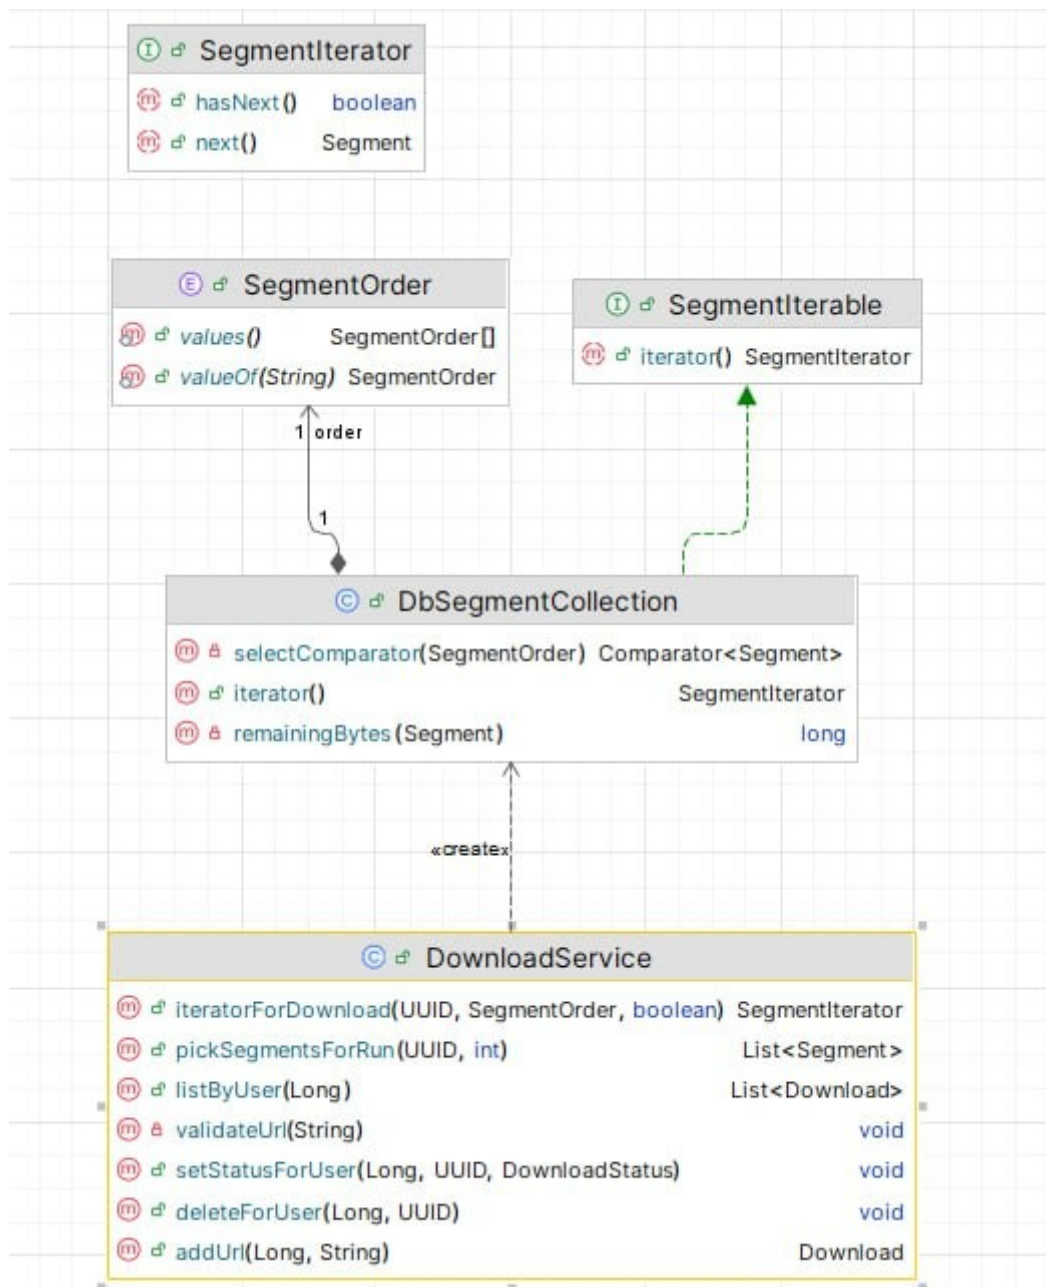 SegmentIterator
hasNext() boolean
next() Segment
SegmentOrder
values() SegmentOrder[]
valueOf(String) SegmentOrder
SegmentIterable
iterator() SegmentIterator
1 order
1
DbSegmentCollection
selectComparator(SegmentOrder) Comparator<Segment>
iterator() SegmentIterator
remainingBytes(Segment) long
«create»
DownloadService
iteratorForDownload(UUID, SegmentOrder, boolean) SegmentIterator
pickSegmentsForRun(UUID, int) List<Segment>
listByUser(Long) List<Download>
validateUrl(String) void
setStatusForUser(Long, UUID, DownloadStatus) void
deleteForUser(Long, UUID) void
addUrl(Long, String) Download